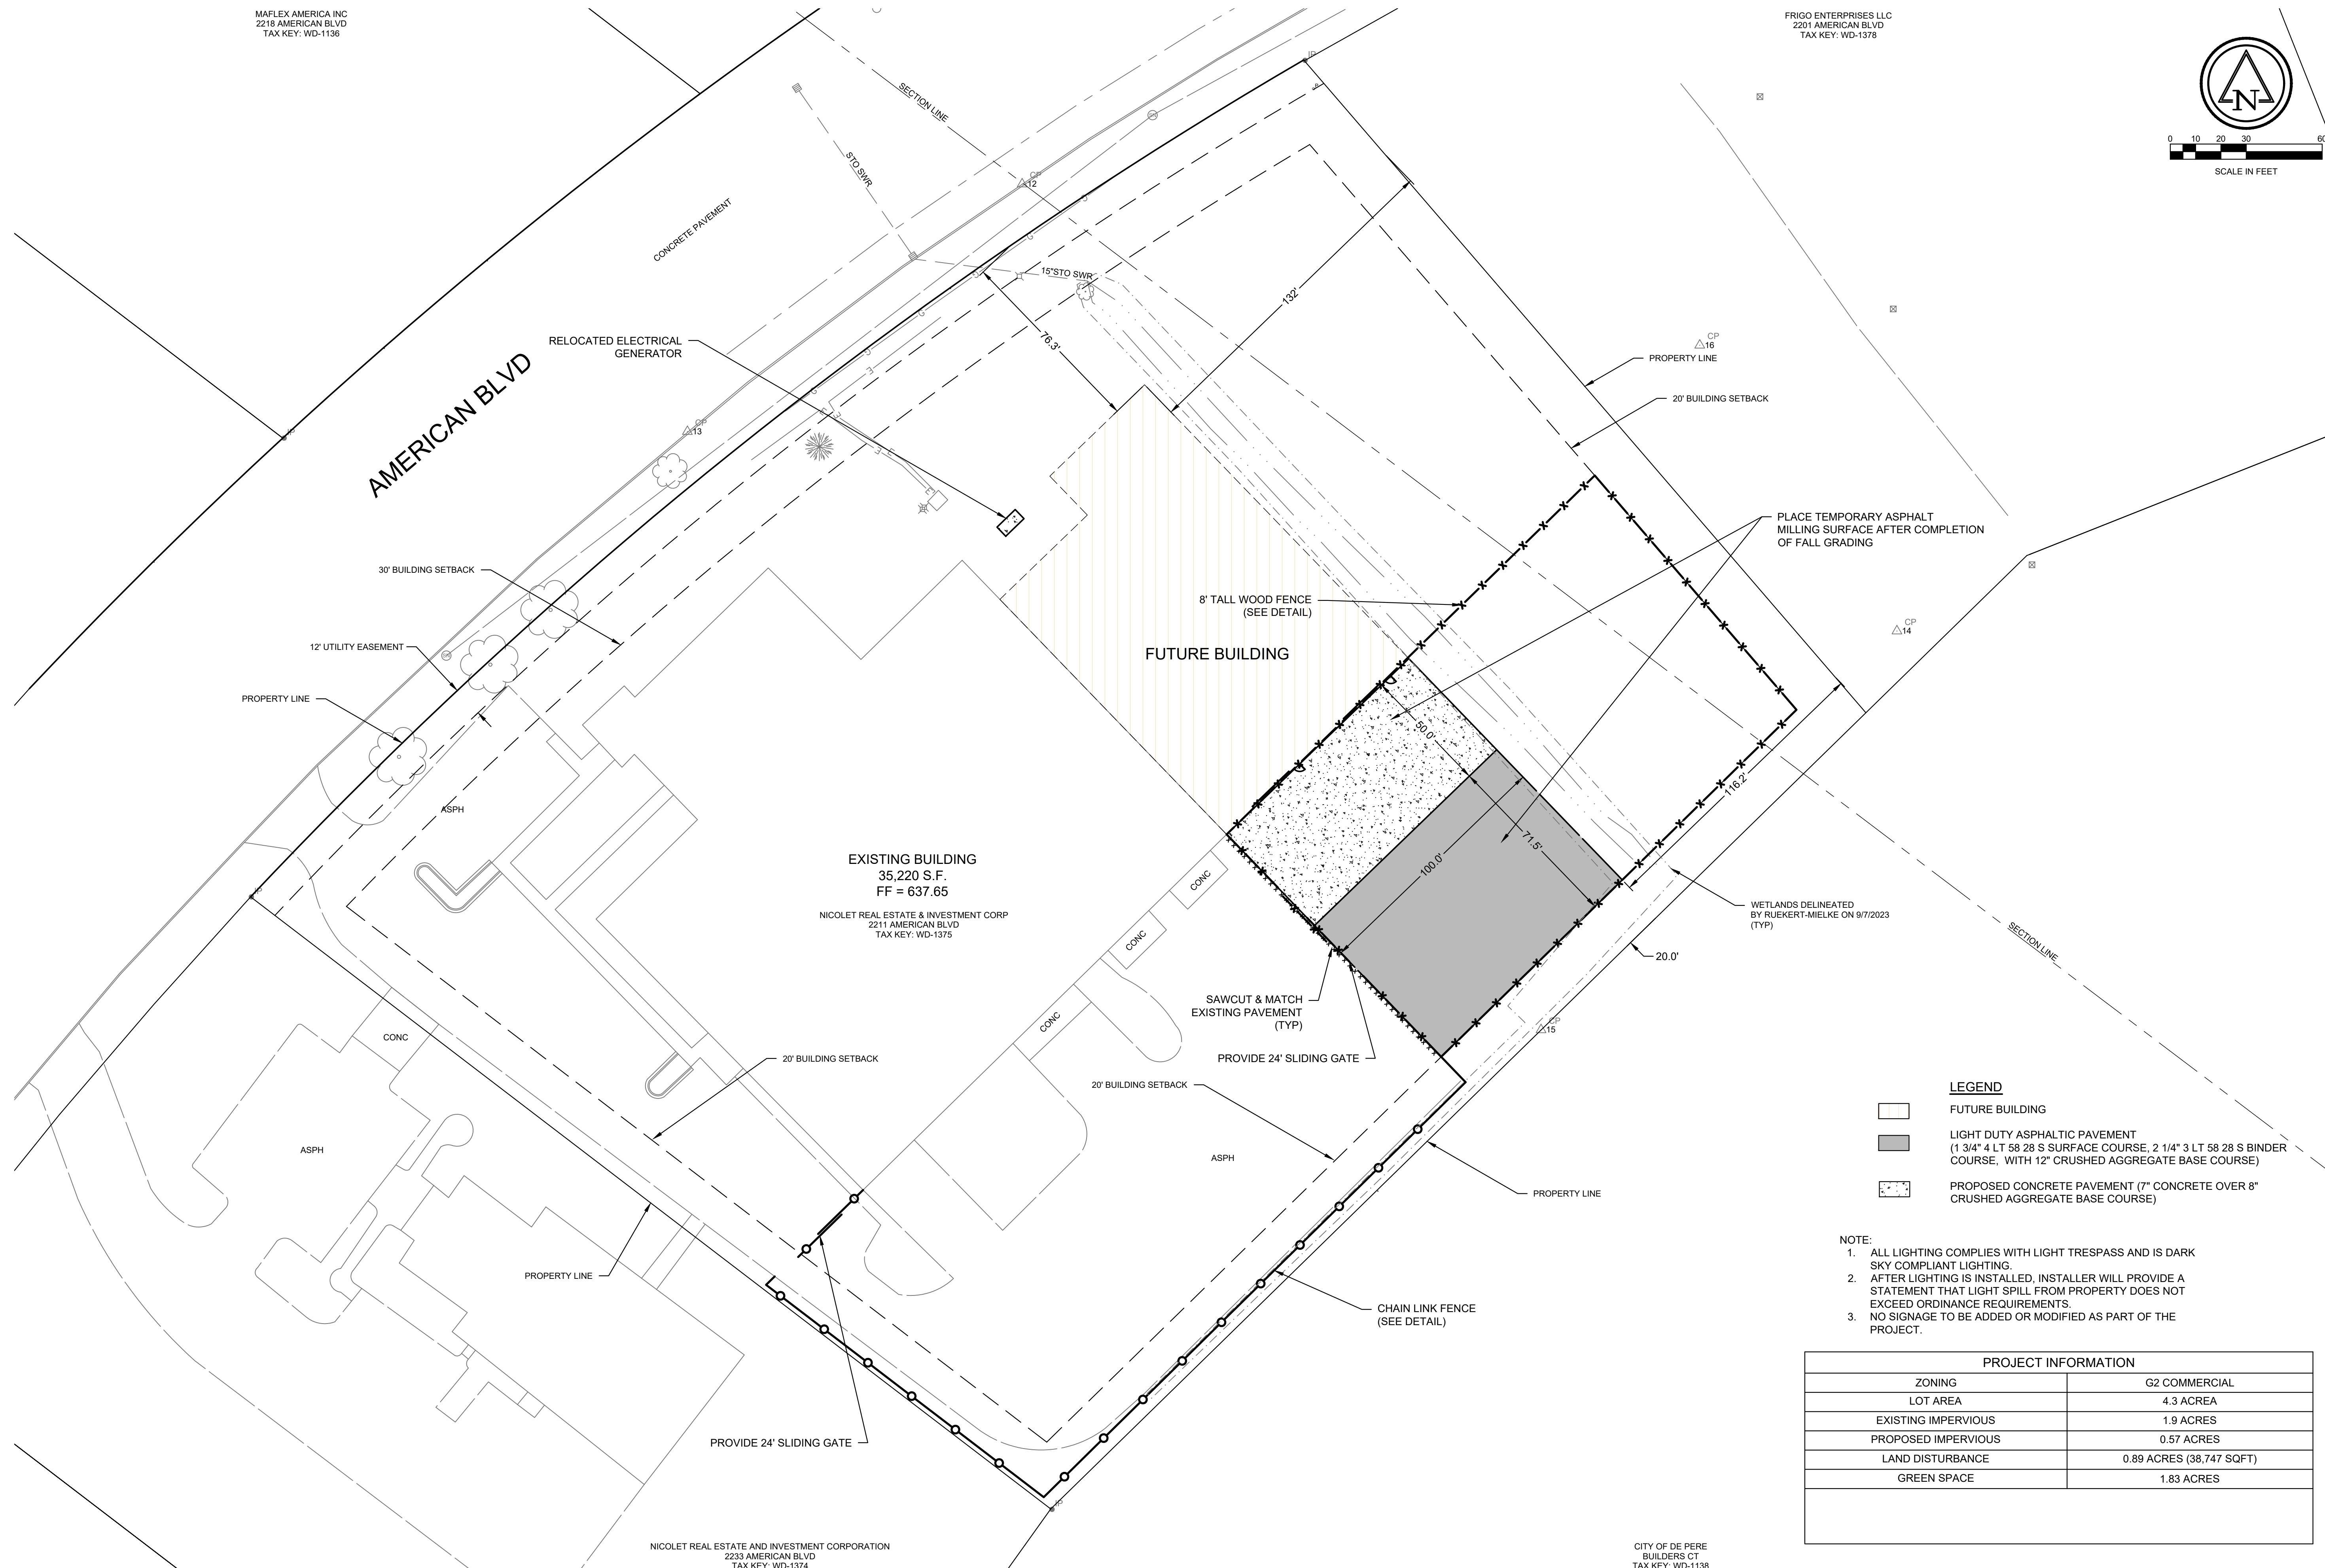 MAFLEX AMERICA INC
2218 AMERICAN BLVD
TAX KEY: WD-1136
FRIGO ENTERPRISES LLC
2201 AMERICAN BLVD
TAX KEY: WD-1378
N
0 10 20 30 60
SCALE IN FEET
IP
SECTION LINE
STO SWR
CP
12
CONCRETE PAVEMENT
15"STO SWR
132'
76.3'
RELOCATED ELECTRICAL
GENERATOR
CP
16
PROPERTY LINE
20' BUILDING SETBACK
AMERICAN BLVD
IP
CP
13
PLACE TEMPORARY ASPHALT
MILLING SURFACE AFTER COMPLETION
OF FALL GRADING
30' BUILDING SETBACK
8' TALL WOOD FENCE
(SEE DETAIL)
CP
14
12' UTILITY EASEMENT
FUTURE BUILDING
PROPERTY LINE
50.0'
116.2'
ASPH
71.5'
100.0'
EXISTING BUILDING
35,220 S.F.
FF = 637.65
NICOLET REAL ESTATE & INVESTMENT CORP
2211 AMERICAN BLVD
TAX KEY: WD-1375
CONC
CONC
CONC
IP
WETLANDS DELINEATED
BY RUEKERT-MIELKE ON 9/7/2023
(TYP)
SECTION LINE
20.0'
SAWCUT & MATCH
EXISTING PAVEMENT
(TYP)
CP
15
CONC
20' BUILDING SETBACK
PROVIDE 24' SLIDING GATE
20' BUILDING SETBACK
ASPH
ASPH
PROPERTY LINE
PROPERTY LINE
CHAIN LINK FENCE
(SEE DETAIL)
PROVIDE 24' SLIDING GATE
IP
LEGEND
FUTURE BUILDING
LIGHT DUTY ASPHALTIC PAVEMENT
(1 3/4" 4 LT 58 28 S SURFACE COURSE, 2 1/4" 3 LT 58 28 S BINDER
COURSE, WITH 12" CRUSHED AGGREGATE BASE COURSE)
PROPOSED CONCRETE PAVEMENT (7" CONCRETE OVER 8"
CRUSHED AGGREGATE BASE COURSE)
NOTE:
1. ALL LIGHTING COMPLIES WITH LIGHT TRESPASS AND IS DARK
SKY COMPLIANT LIGHTING.
2. AFTER LIGHTING IS INSTALLED, INSTALLER WILL PROVIDE A
STATEMENT THAT LIGHT SPILL FROM PROPERTY DOES NOT
EXCEED ORDINANCE REQUIREMENTS.
3. NO SIGNAGE TO BE ADDED OR MODIFIED AS PART OF THE
PROJECT.
PROJECT INFORMATION
ZONING G2 COMMERCIAL
LOT AREA 4.3 ACREA
EXISTING IMPERVIOUS 1.9 ACRES
PROPOSED IMPERVIOUS 0.57 ACRES
LAND DISTURBANCE 0.89 ACRES (38,747 SQFT)
GREEN SPACE 1.83 ACRES
NICOLET REAL ESTATE AND INVESTMENT CORPORATION
2233 AMERICAN BLVD
TAX KEY: WD-1374
CITY OF DE PERE
BUILDERS CT
TAX KEY: WD-1138